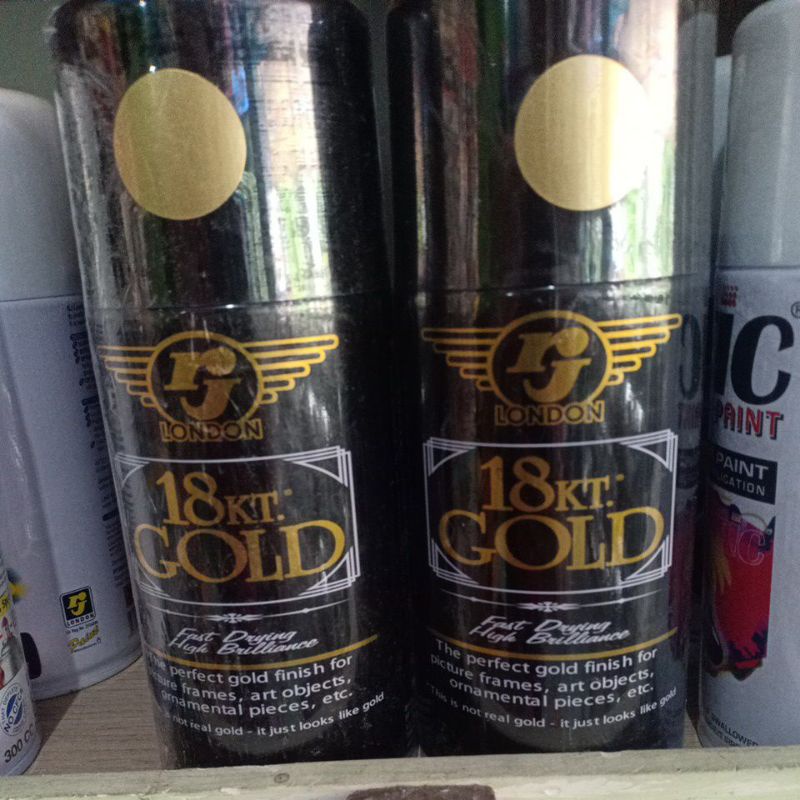 rj
LONDON
18KT.*
GOLD
Fast Drying
High Brilliance
The perfect gold finish for
picture frames, art objects,
ornamental pieces, etc.
is not real gold - it just looks like gold
rj
LONDON
18KT.*
GOLD
Fast Drying
High Brilliance
The perfect gold finish for
picture frames, art objects,
ornamental pieces, etc.
This is not real gold - it just looks like gold
rj
LONDON
300 CC
IC
PAINT
PAINT